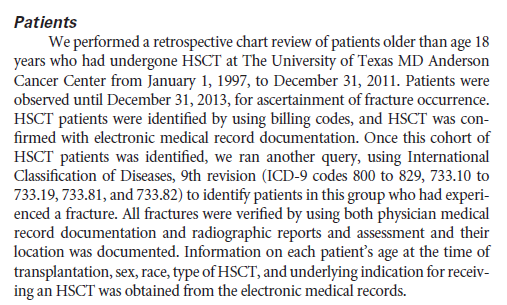 Patients
We performed a retrospective chart review of patients older than age 18
years who had undergone HSCT at The University of Texas MD Anderson
Cancer Center from January 1, 1997, to December 31, 2011. Patients were
observed until December 31, 2013, for ascertainment of fracture occurrence.
HSCT patients were identified by using billing codes, and HSCT was con-
firmed with electronic medical record documentation. Once this cohort of
HSCT patients was identified, we ran another query, using International
Classification of Diseases, 9th revision (ICD-9 codes 800 to 829, 733.10 to
733.19, 733.81, and 733.82) to identify patients in this group who had experi-
enced a fracture. All fractures were verified by using both physician medical
record documentation and radiographic reports and assessment and their
location was documented. Information on each patient's age at the time of
transplantation, sex, race, type of HSCT, and underlying indication for receiv-
ing an HSCT was obtained from the electronic medical records.